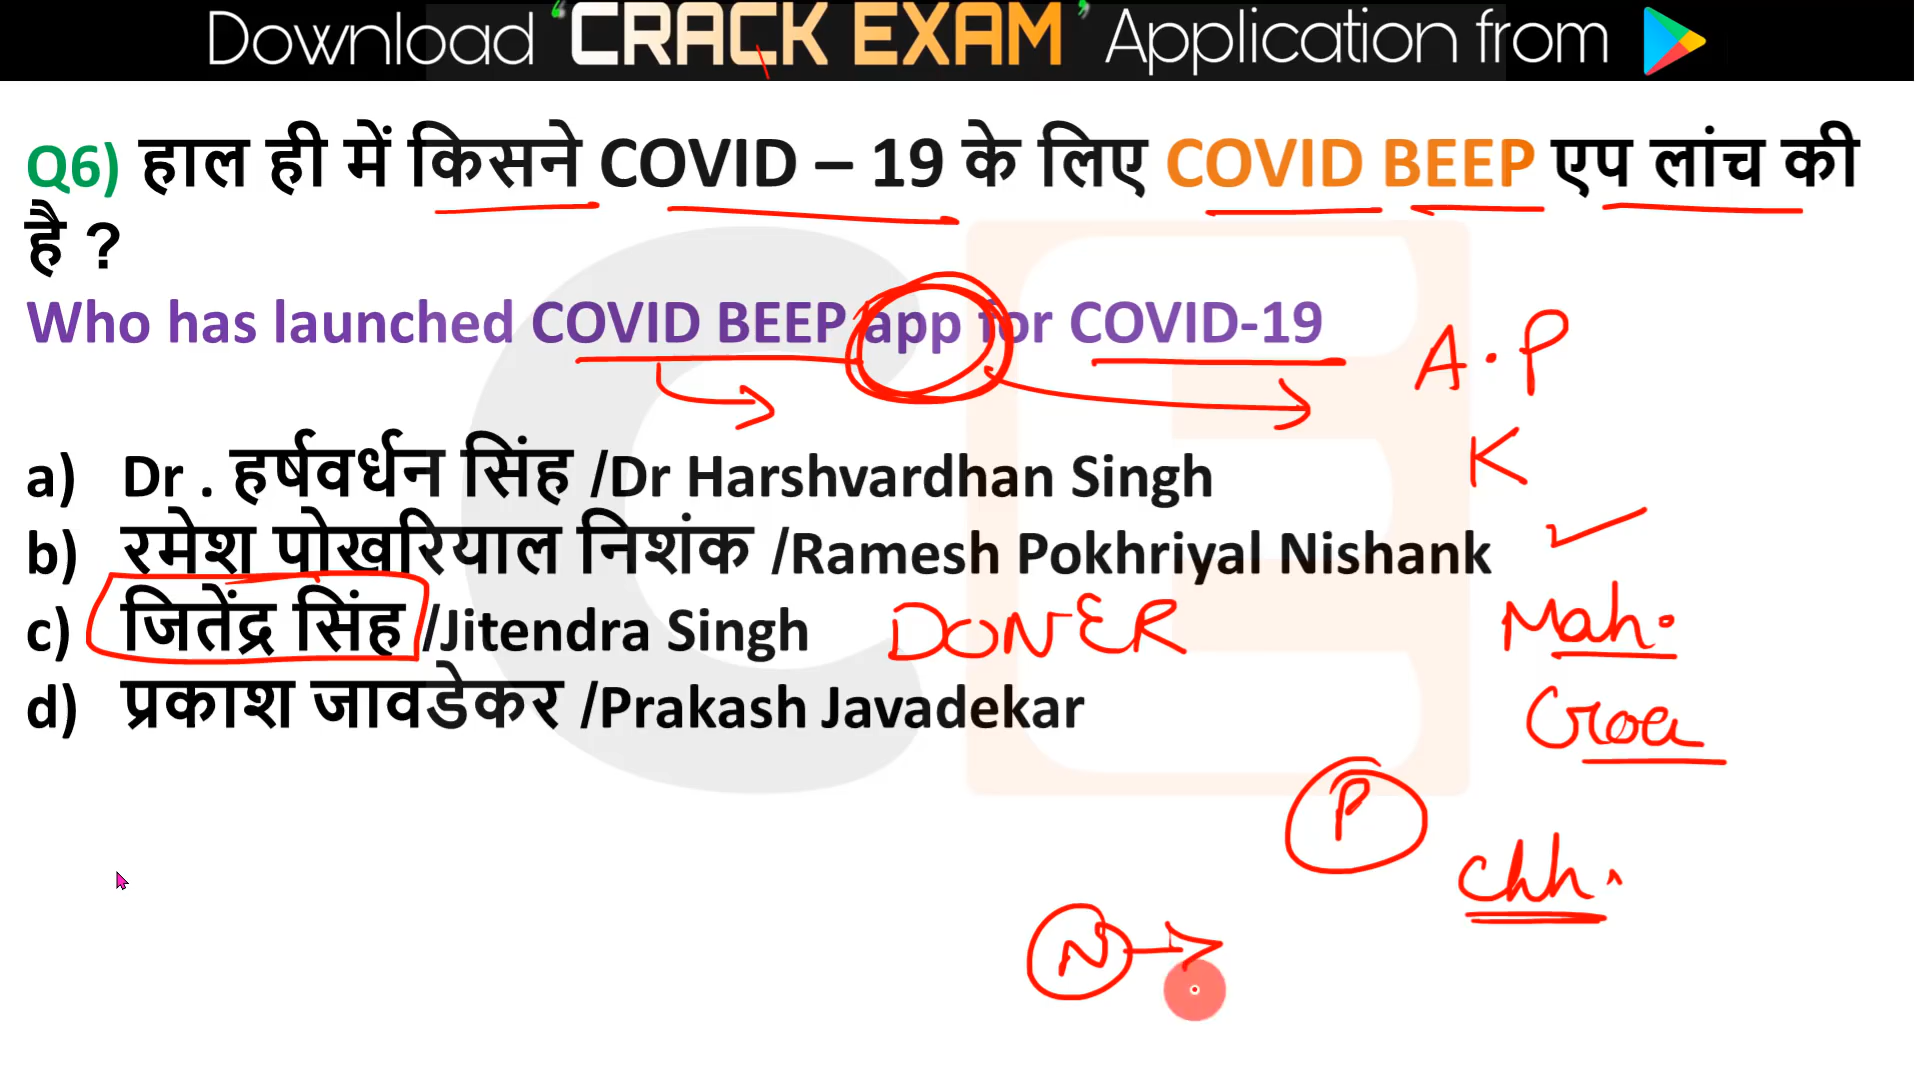 Download ‘CRACK EXAM’ Application from
Q6) हाल ही में किसने COVID – 19 के लिए COVID BEEP एप लांच की
है ?
Who has launched COVID BEEP app for COVID-19
A.P
K
a) Dr . हर्षवर्धन सिंह /Dr Harshvardhan Singh
b) रमेश पोखरियाल निशंक /Ramesh Pokhriyal Nishank
c) जितेंद्र सिंह /Jitendra Singh DONER
Mah.
d) प्रकाश जावडेकर /Prakash Javadekar
Goa
P
Chh.
N